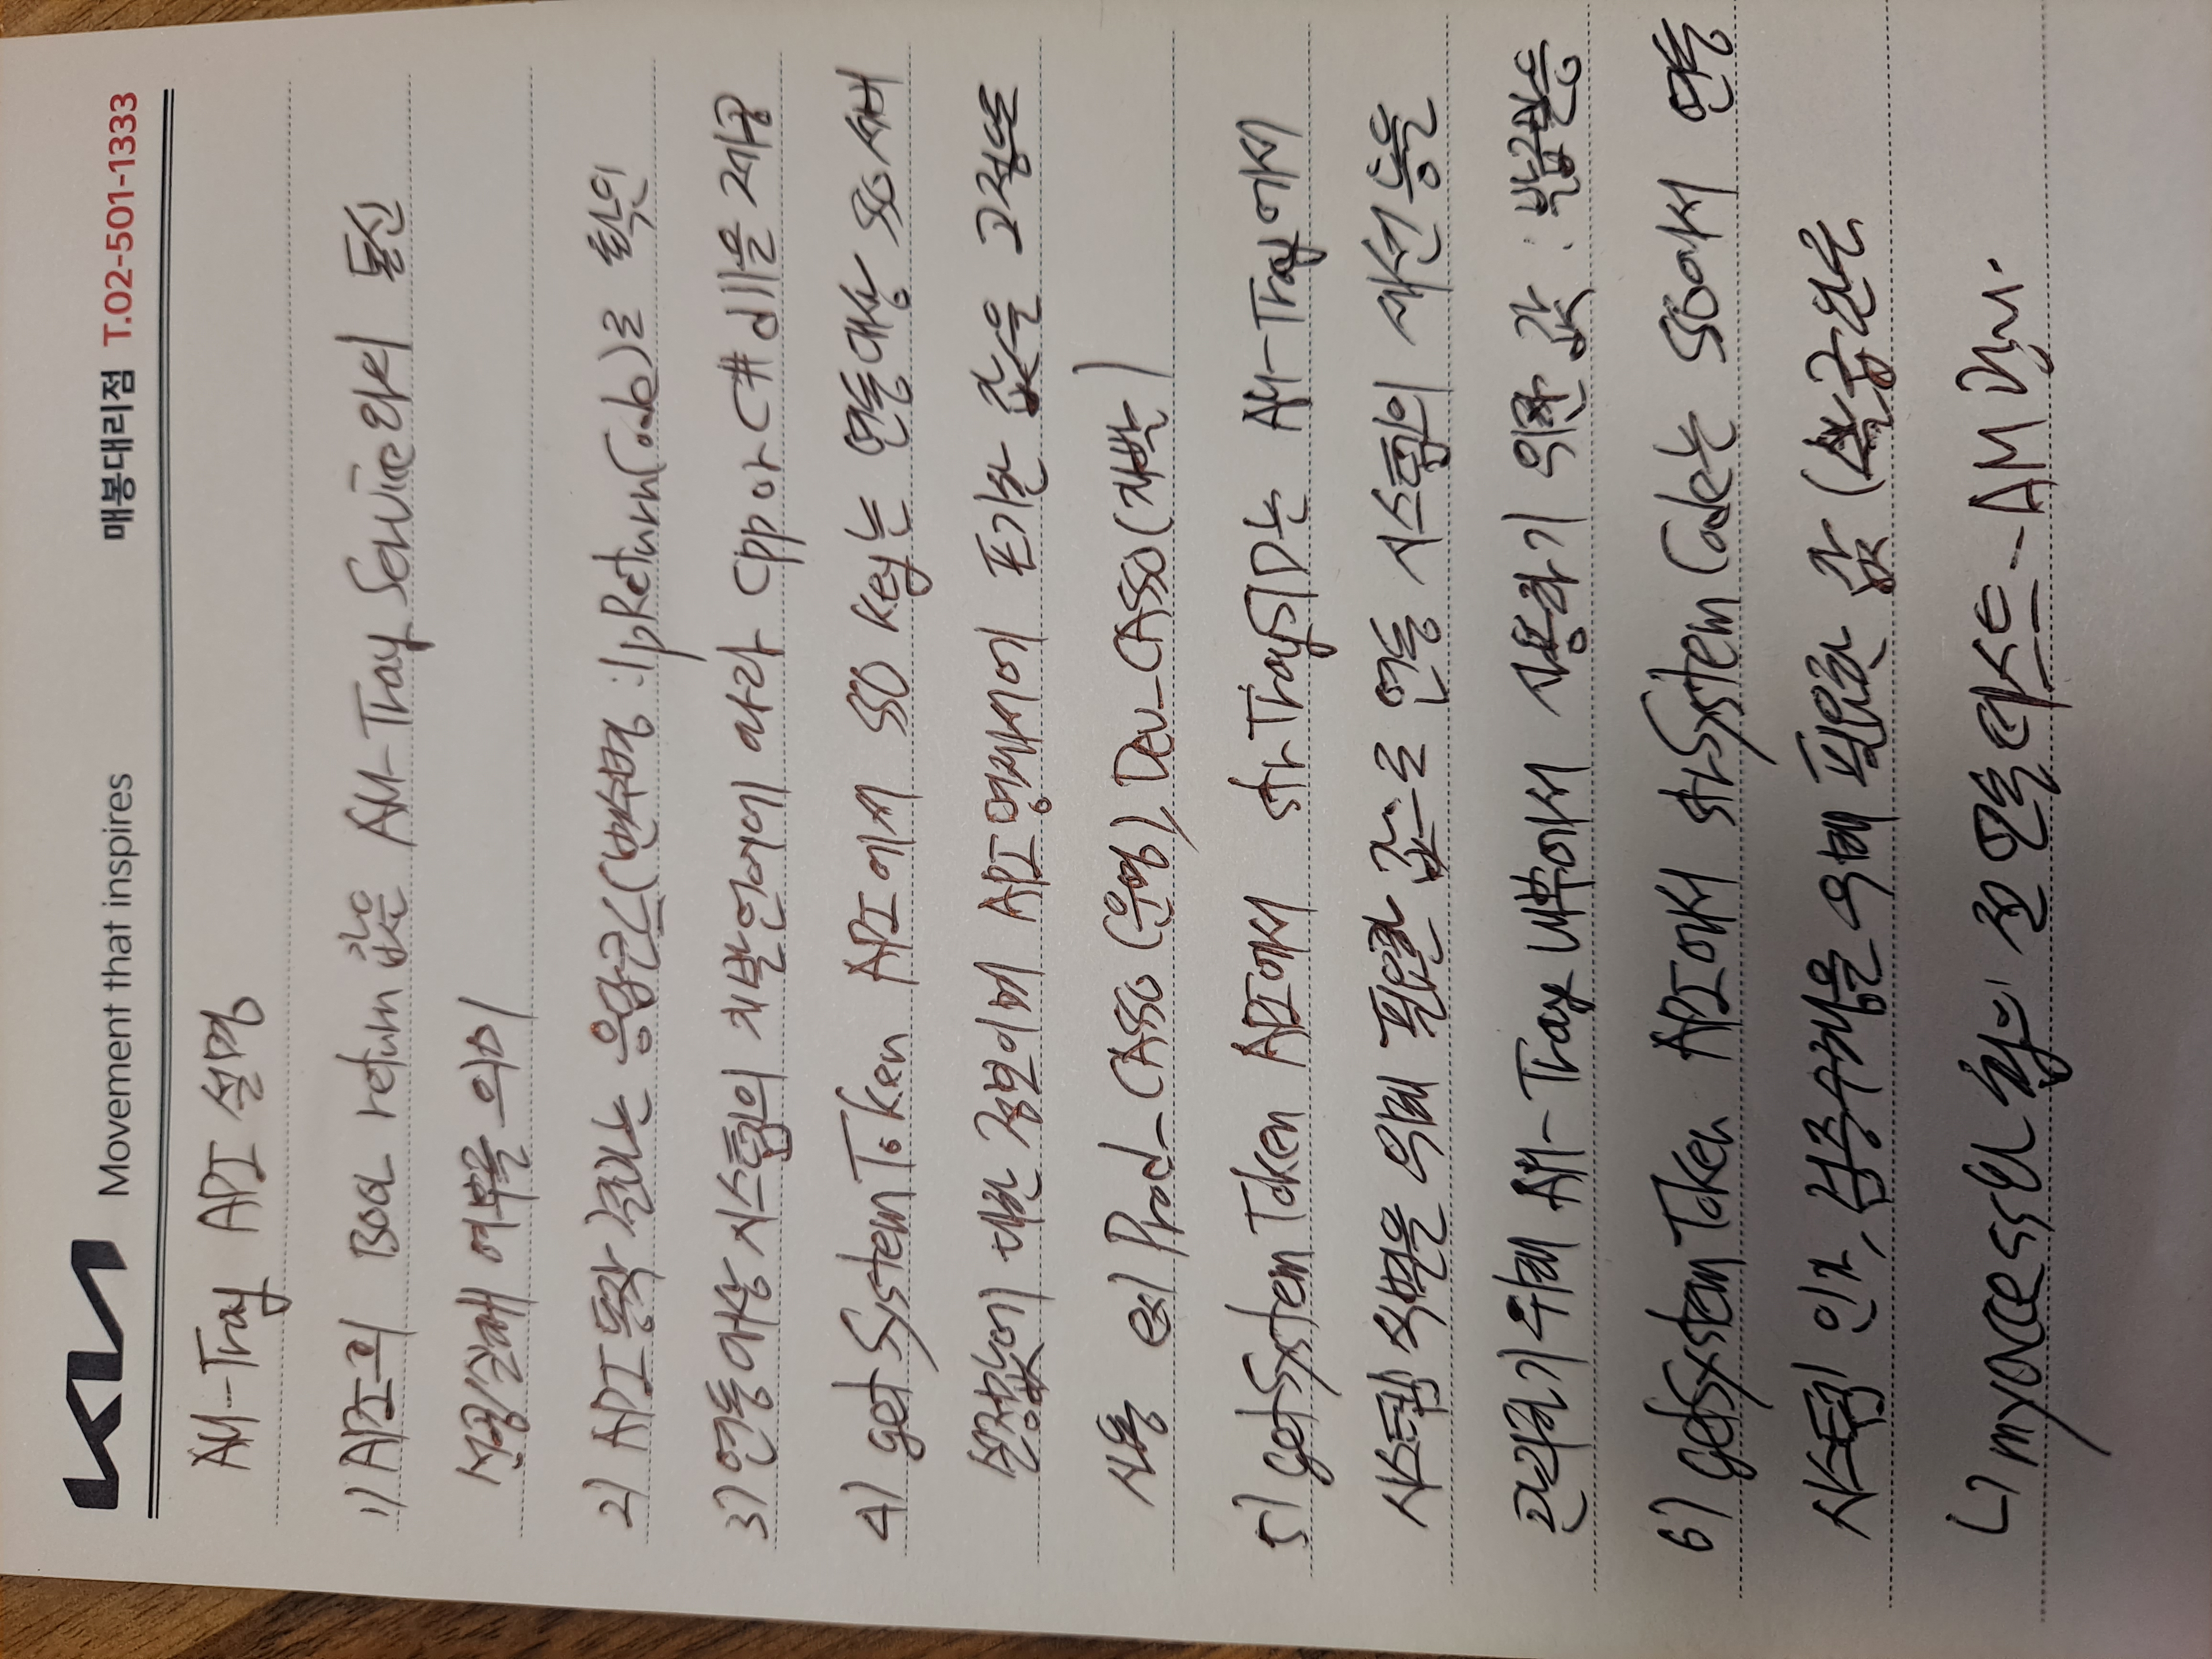 KIA Movement that inspires 매봉대리점 T.02-501-1333
AM-Tray API 설명
1) API의 BOOL return 값은 AM-Tray Service와의 통신
성공/실패 여부를 의미
2) API 동작 결과는 응답코드(변수명 : lpReturnCode)로 확인
3) 연동대상 시스템의 개발언어에 따라 Cpp or C# dll을 제공
4) getSystemToken API에서 SSO Key는 연동대상 SSO 서버
설정값에 대한 정보이며 API 명세서에 표기한 값을 고정으로
사용 ex) Prod_CASSO (운영), Dev_CASSO (개발)
5) getSystemToken API에서 strTraySID는 AM-Tray에서
시스템 식별을 위해 필요한 값으로 연동 시스템의 세션 등을
관리하기 위해 AM-Tray 내부에서 사용하기 위한 값 :
6) getSystemToken API에서 strSystemCode는 SSO에서 연동
시스템 인가, 검증수행을 위해 필요한 값 (
ㄴ) myaccess와 협의 전 연동테스트 - AM